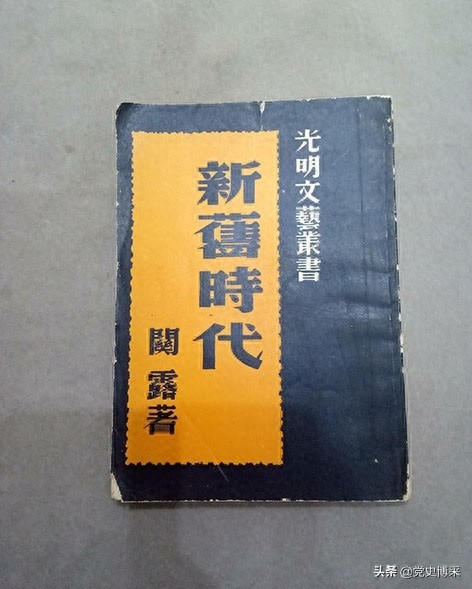 光明文藝叢書
新舊時代
關露著
头条 @党史博采